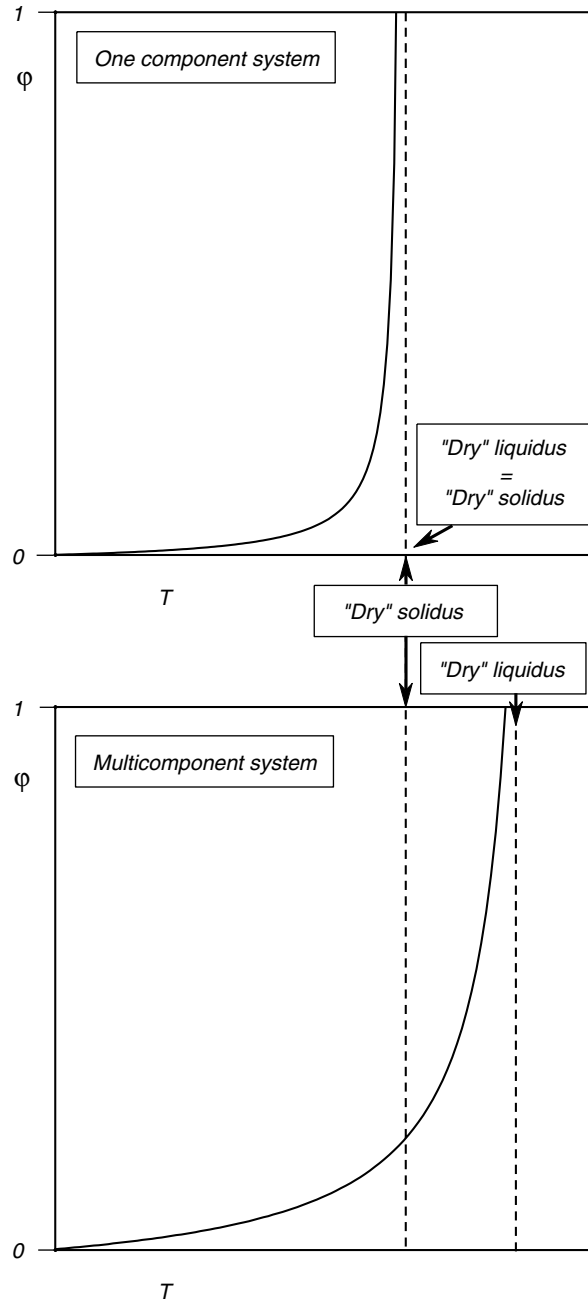 1
One component system
φ
"Dry" liquidus
=
"Dry" solidus
0
T
"Dry" solidus
"Dry" liquidus
1
Multicomponent system
φ
0
T